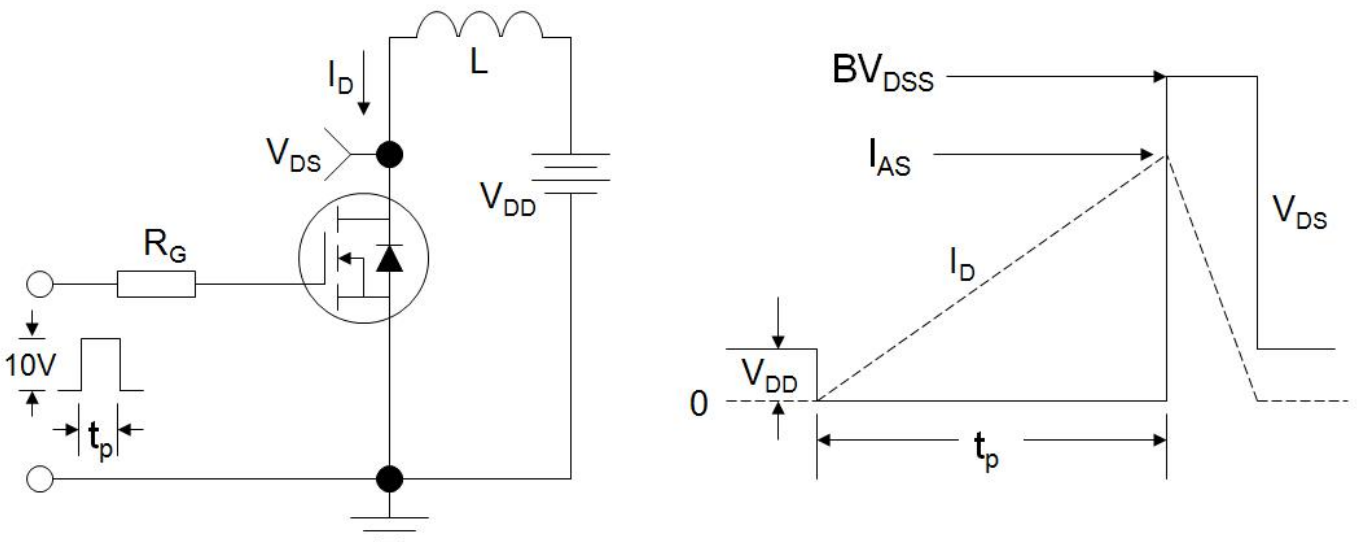 L
I_D
V_DS
V_DD
R_G
10V
t_p
BV_DSS
I_AS
V_DS
I_D
V_DD
0
t_p